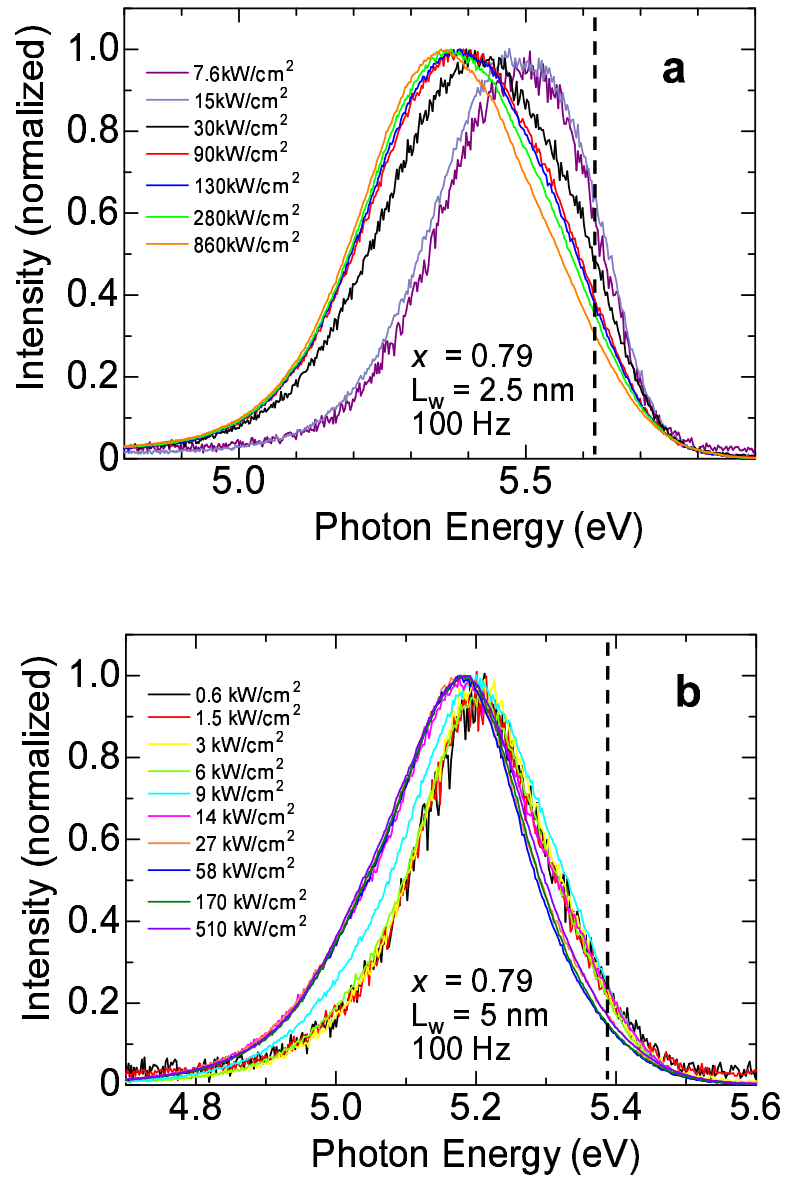 a
1.0
0.8
0.6
0.4
0.2
0
Intensity (normalized)
7.6kW/cm²
15kW/cm²
30kW/cm²
90kW/cm²
130kW/cm²
280kW/cm²
860kW/cm²
x = 0.79
Lw = 2.5 nm
100 Hz
5.0 5.5
Photon Energy (eV)
b
1.0
0.8
0.6
0.4
0.2
0
Intensity (normalized)
0.6 kW/cm²
1.5 kW/cm²
3 kW/cm²
6 kW/cm²
9 kW/cm²
14 kW/cm²
27 kW/cm²
58 kW/cm²
170 kW/cm²
510 kW/cm²
x = 0.79
Lw = 5 nm
100 Hz
4.8 5.0 5.2 5.4 5.6
Photon Energy (eV)